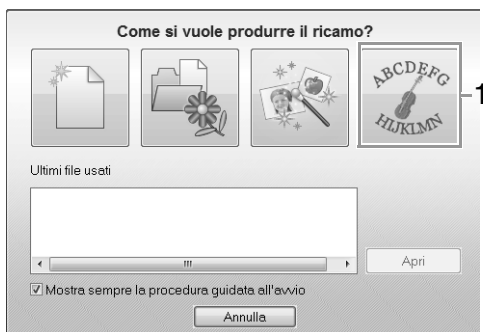 Come si vuole produrre il ricamo?
ABCDEFG
HIJKLMN
1
Ultimi file usati
Apri
Mostra sempre la procedura guidata all'avvio
Annulla